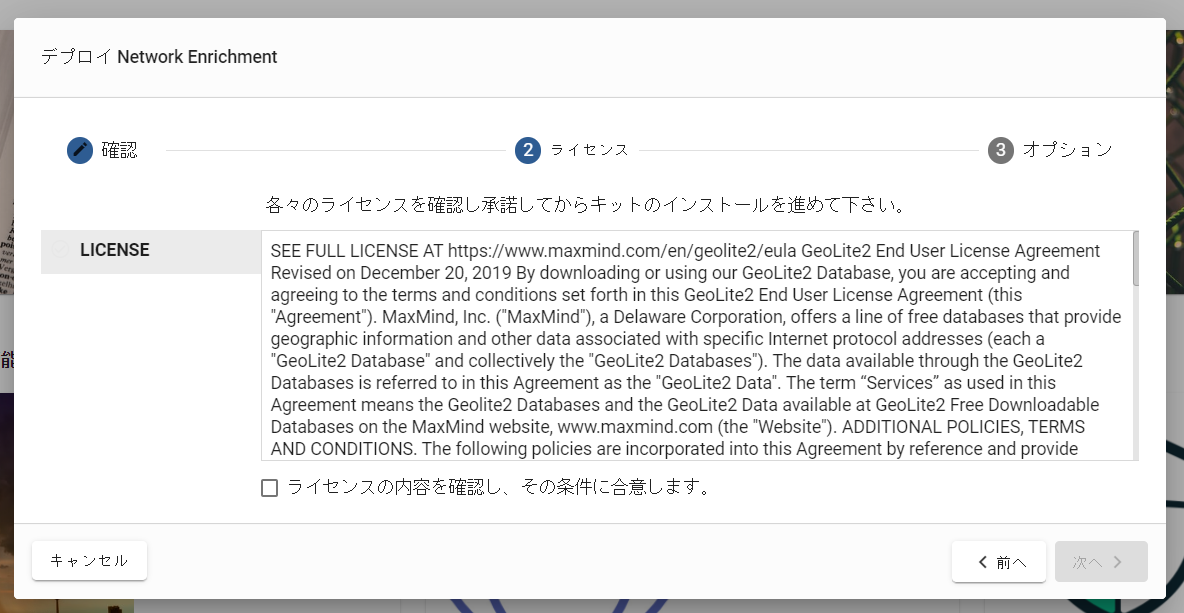 デプロイ Network Enrichment
確認
2 ライセンス
3 オプション
各々のライセンスを確認し承諾してからキットのインストールを進めて下さい。
LICENSE
SEE FULL LICENSE AT https://www.maxmind.com/en/geolite2/eula GeoLite2 End User License Agreement
Revised on December 20, 2019 By downloading or using our GeoLite2 Database, you are accepting and
agreeing to the terms and conditions set forth in this GeoLite2 End User License Agreement (this
"Agreement"). MaxMind, Inc. ("MaxMind"), a Delaware Corporation, offers a line of free databases that provide
geographic information and other data associated with specific Internet protocol addresses (each a
"GeoLite2 Database" and collectively the "GeoLite2 Databases"). The data available through the GeoLite2
Databases is referred to in this Agreement as the "GeoLite2 Data". The term “Services” as used in this
Agreement means the Geolite2 Databases and the GeoLite2 Data available at GeoLite2 Free Downloadable
Databases on the MaxMind website, www.maxmind.com (the "Website"). ADDITIONAL POLICIES, TERMS
AND CONDITIONS. The following policies are incorporated into this Agreement by reference and provide
ライセンスの内容を確認し、その条件に合意します。
能
キャンセル
前へ
次へ